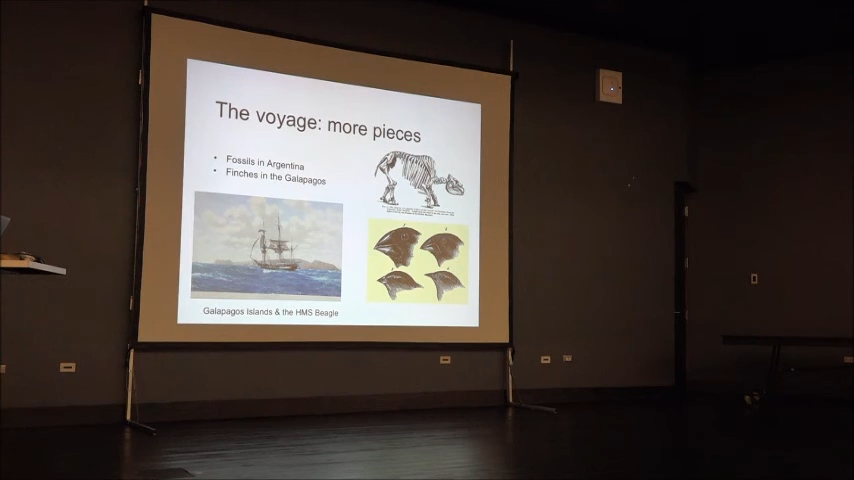 The voyage: more pieces
• Fossils in Argentina
• Finches in the Galapagos
Galapagos Islands & the HMS Beagle